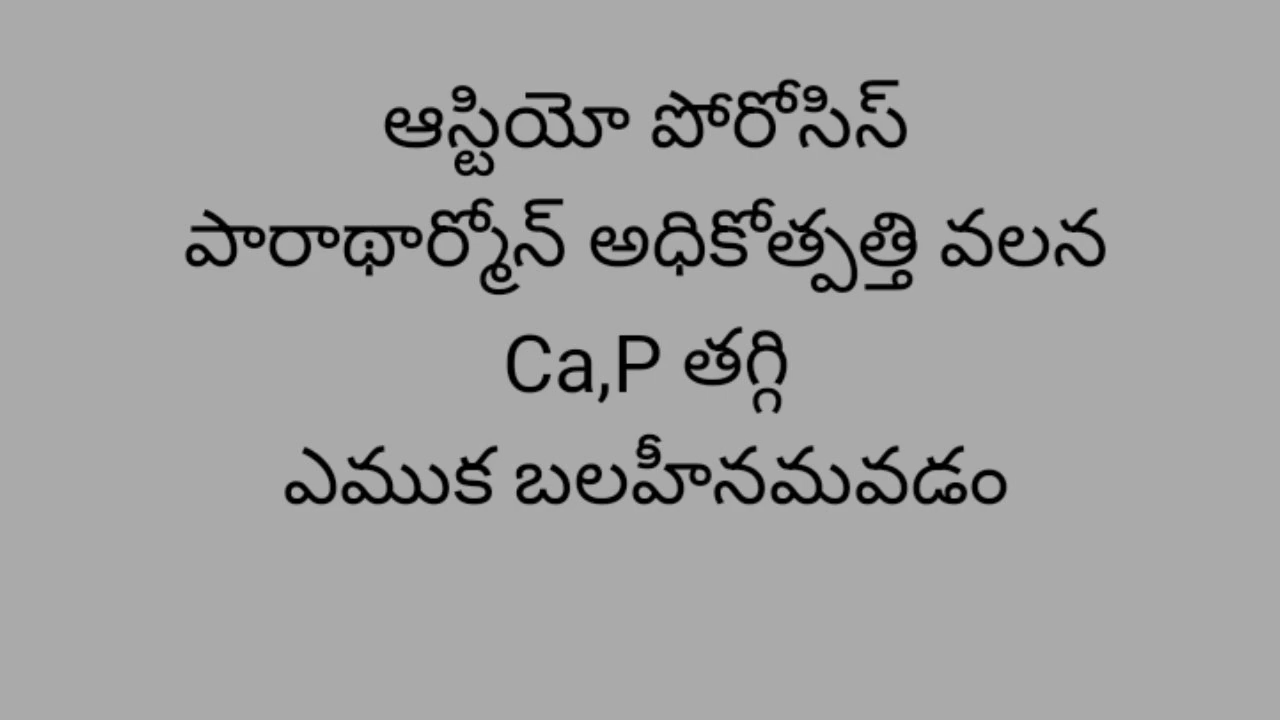 ఆస్టియో పోరోసిస్
పారాథార్మోన్ అధికోత్పత్తి వలన
Ca,P తగ్గి
ఎముక బలహీనమవడం